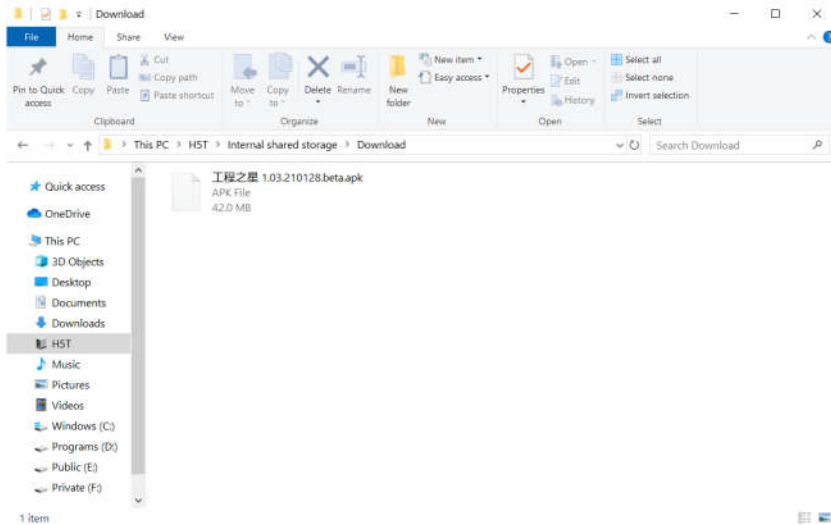 Download
File Home Share View
Pin to Quick access
Copy
Paste
Cut
Copy path
Paste shortcut
Clipboard
Move to
Copy to
Delete
Rename
Organize
New folder
New item
Easy access
New
Properties
Open
Edit
History
Open
Select all
Select none
Invert selection
Select
This PC > H5T > Internal shared storage > Download
Search Download
Quick access
OneDrive
This PC
3D Objects
Desktop
Documents
Downloads
H5T
Music
Pictures
Videos
Windows (C:)
Programs (D:)
Public (E:)
Private (F:)
工程之星 1.03.210128.beta.apk
APK File
42.0 MB
1 item